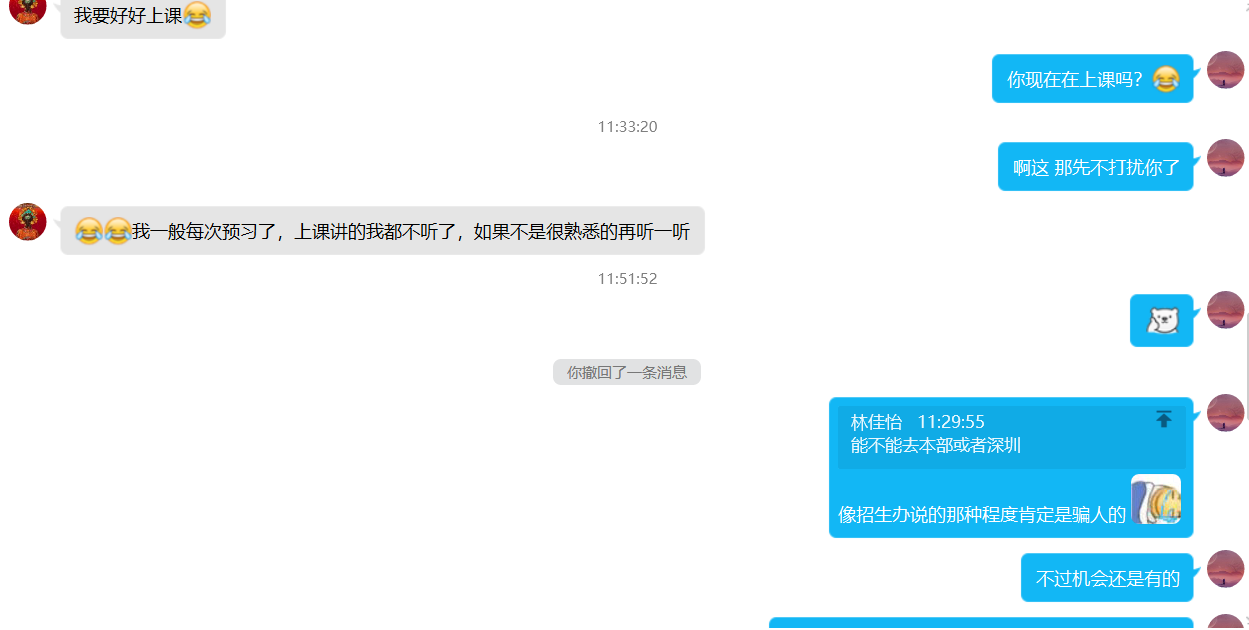 我要好好上课😂
你现在在上课吗？😂
11:33:20
啊这 那先不打扰你了
😂😂我一般每次预习了，上课讲的我都不听了，如果不是很熟悉的再听一听
11:51:52
你撤回了一条消息
林佳怡 11:29:55
能不能去本部或者深圳
像招生办说的那种程度肯定是骗人的
不过机会还是有的